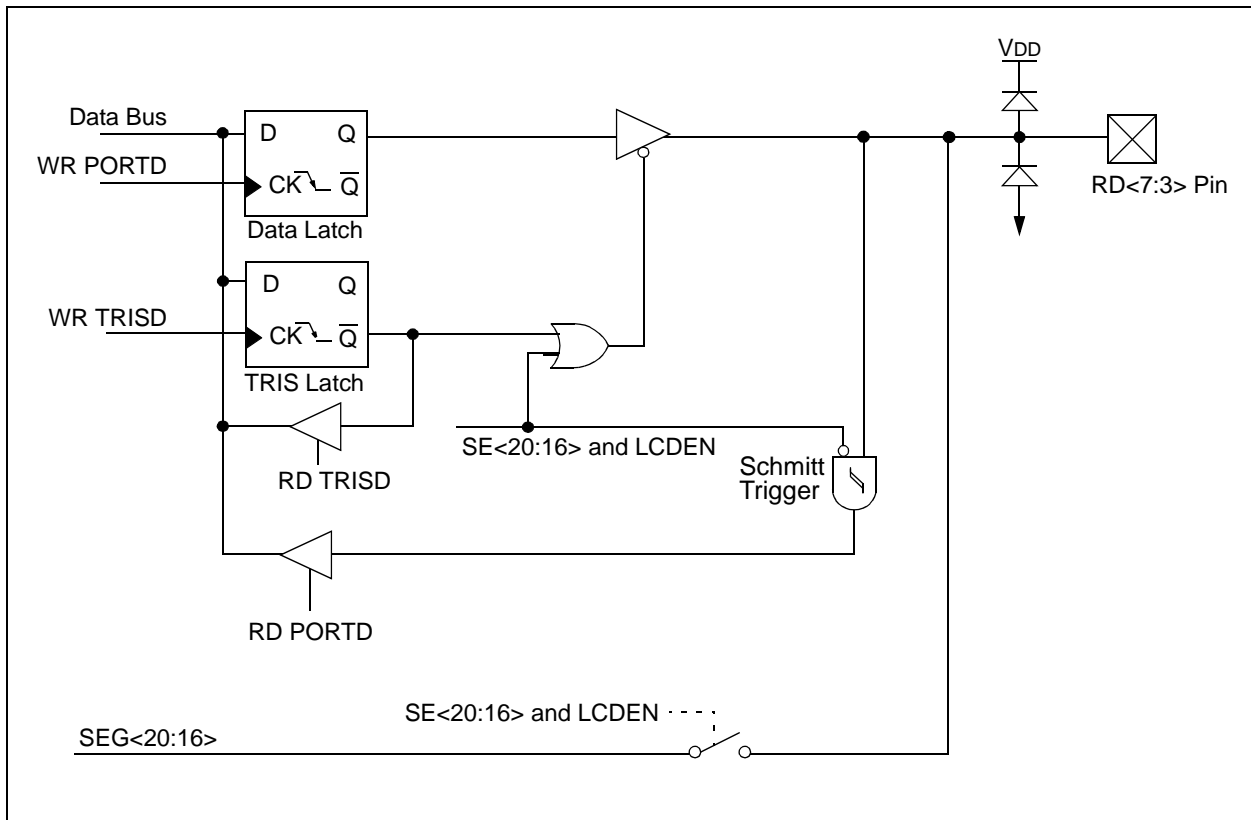 VDD
Data Bus
D Q
WR PORTD
CK Q̅
RD<7:3> Pin
Data Latch
D Q
WR TRISD
CK Q̅
TRIS Latch
SE<20:16> and LCDEN
Schmitt
Trigger
RD TRISD
RD PORTD
SE<20:16> and LCDEN
SEG<20:16>